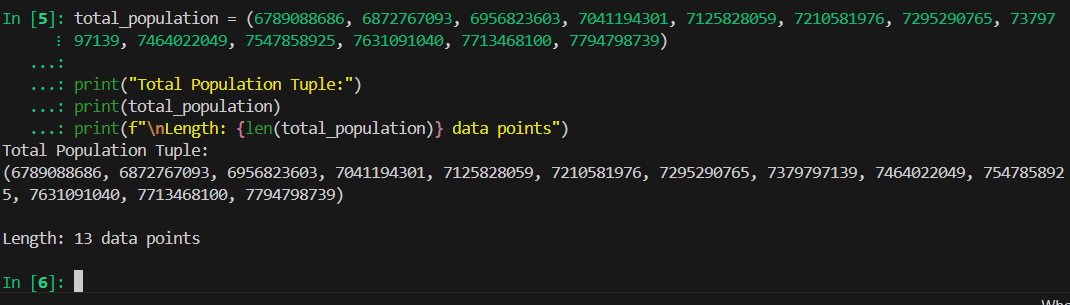 In [5]: total_population = (6789088686, 6872767093, 6956823603, 7041194301, 7125828059, 7210581976, 7295290765, 73797
⋮ 97139, 7464022049, 7547858925, 7631091040, 7713468100, 7794798739)
...:
...: print("Total Population Tuple:")
...: print(total_population)
...: print(f"\nLength: {len(total_population)} data points")
Total Population Tuple:
(6789088686, 6872767093, 6956823603, 7041194301, 7125828059, 7210581976, 7295290765, 7379797139, 7464022049, 754785892
5, 7631091040, 7713468100, 7794798739)
Length: 13 data points
In [6]: